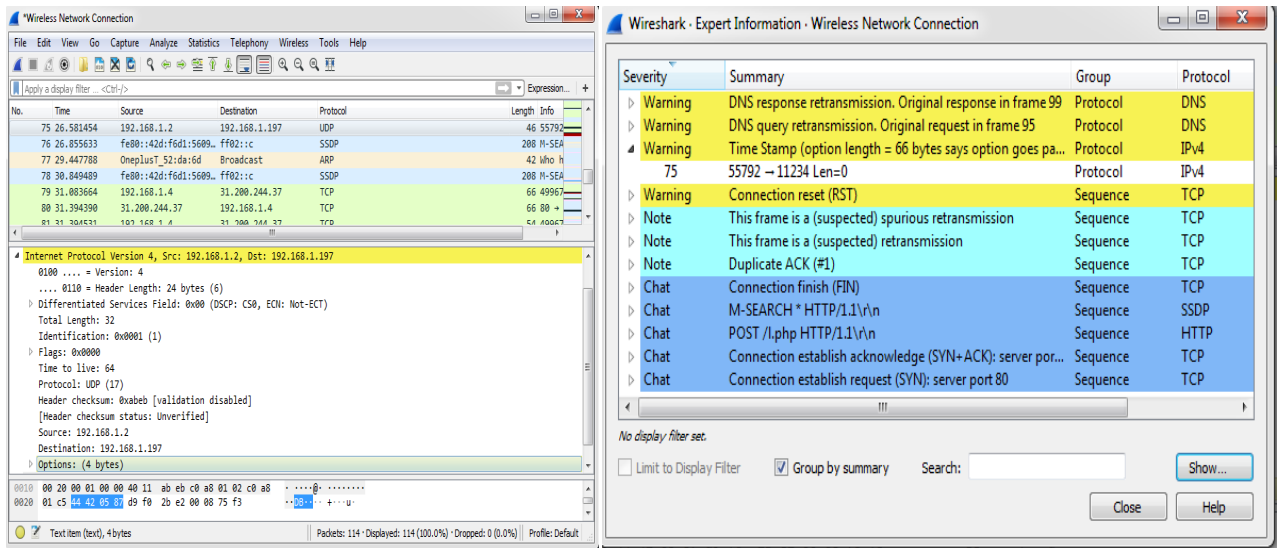 *Wireless Network Connection
File Edit View Go Capture Analyze Statistics Telephony Wireless Tools Help
Apply a display filter ... <Ctrl-/>
Expression... +
No. Time Source Destination Protocol Length Info
75 26.581454 192.168.1.2 192.168.1.197 UDP 46 55792
76 26.855633 fe80::42d:f6d1:5609… ff02::c SSDP 208 M-SEA
77 29.447788 OneplusT_52:da:6d Broadcast ARP 42 Who h
78 30.849489 fe80::42d:f6d1:5609… ff02::c SSDP 208 M-SEA
79 31.083664 192.168.1.4 31.200.244.37 TCP 66 49967
80 31.394390 31.200.244.37 192.168.1.4 TCP 66 80 →
81 31.394531 192.168.1.4 31.200.244.37 TCP 54 49967
Internet Protocol Version 4, Src: 192.168.1.2, Dst: 192.168.1.197
0100 .... = Version: 4
.... 0110 = Header Length: 24 bytes (6)
Differentiated Services Field: 0x00 (DSCP: CS0, ECN: Not-ECT)
Total Length: 32
Identification: 0x0001 (1)
Flags: 0x0000
Time to live: 64
Protocol: UDP (17)
Header checksum: 0xabeb [validation disabled]
[Header checksum status: Unverified]
Source: 192.168.1.2
Destination: 192.168.1.197
Options: (4 bytes)
0010 00 20 00 01 00 00 40 11 ab eb c0 a8 01 02 c0 a8 · ····@· ········
0020 01 c5 44 42 05 87 d9 f0 2b e2 00 08 75 f3 ··DB···· +···u·
Text item (text), 4 bytes
Packets: 114 · Displayed: 114 (100.0%) · Dropped: 0 (0.0%)
Profile: Default
Wireshark · Expert Information · Wireless Network Connection
Severity Summary Group Protocol
Warning DNS response retransmission. Original response in frame 99 Protocol DNS
Warning DNS query retransmission. Original request in frame 95 Protocol DNS
Warning Time Stamp (option length = 66 bytes says option goes pa... Protocol IPv4
75 55792 → 11234 Len=0 Protocol IPv4
Warning Connection reset (RST) Sequence TCP
Note This frame is a (suspected) spurious retransmission Sequence TCP
Note This frame is a (suspected) retransmission Sequence TCP
Note Duplicate ACK (#1) Sequence TCP
Chat Connection finish (FIN) Sequence TCP
Chat M-SEARCH * HTTP/1.1\r\n Sequence SSDP
Chat POST /l.php HTTP/1.1\r\n Sequence HTTP
Chat Connection establish acknowledge (SYN+ACK): server por... Sequence TCP
Chat Connection establish request (SYN): server port 80 Sequence TCP
No display filter set.
Limit to Display Filter
Group by summary
Search:
Show...
Close
Help